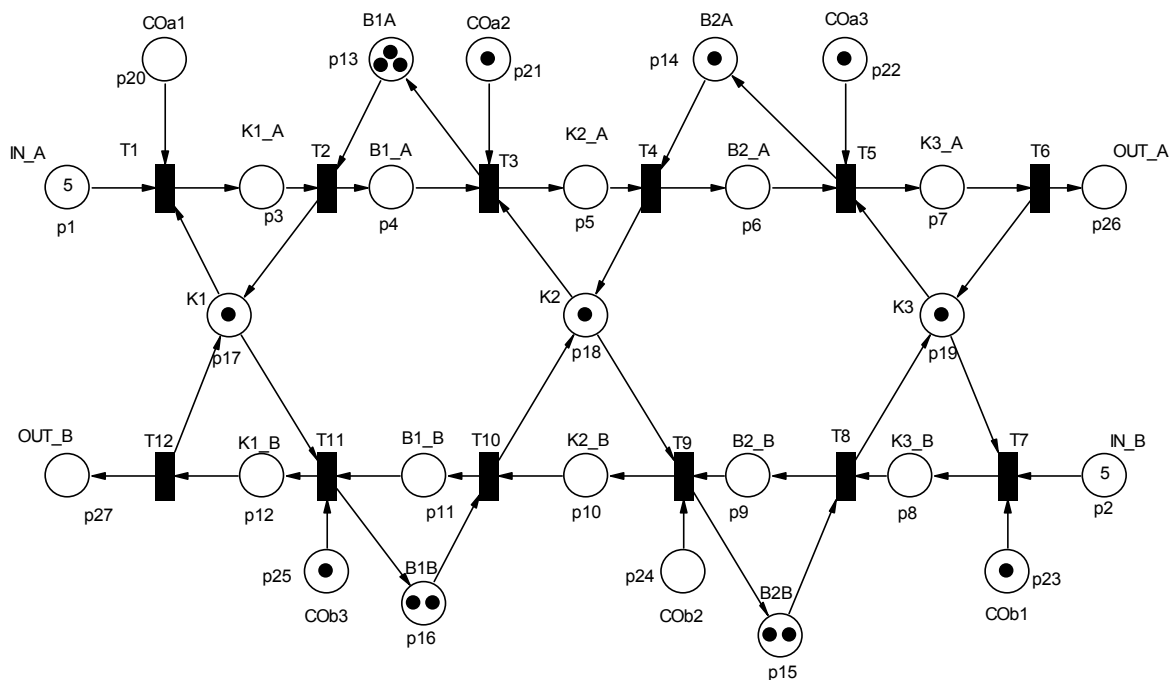 COa1
B1A
COa2
B2A
COa3
p20
p13
p21
p14
p22
IN_A
T1
K1_A
T2
B1_A
T3
K2_A
T4
B2_A
T5
K3_A
T6
OUT_A
5
p1
p3
p4
p5
p6
p7
p26
K1
K2
K3
p17
p18
p19
OUT_B
T12
K1_B
T11
B1_B
T10
K2_B
T9
B2_B
T8
K3_B
T7
IN_B
5
p27
p12
p11
p10
p9
p8
p2
p25
B1B
p24
B2B
p23
COb3
COb2
COb1
p16
p15